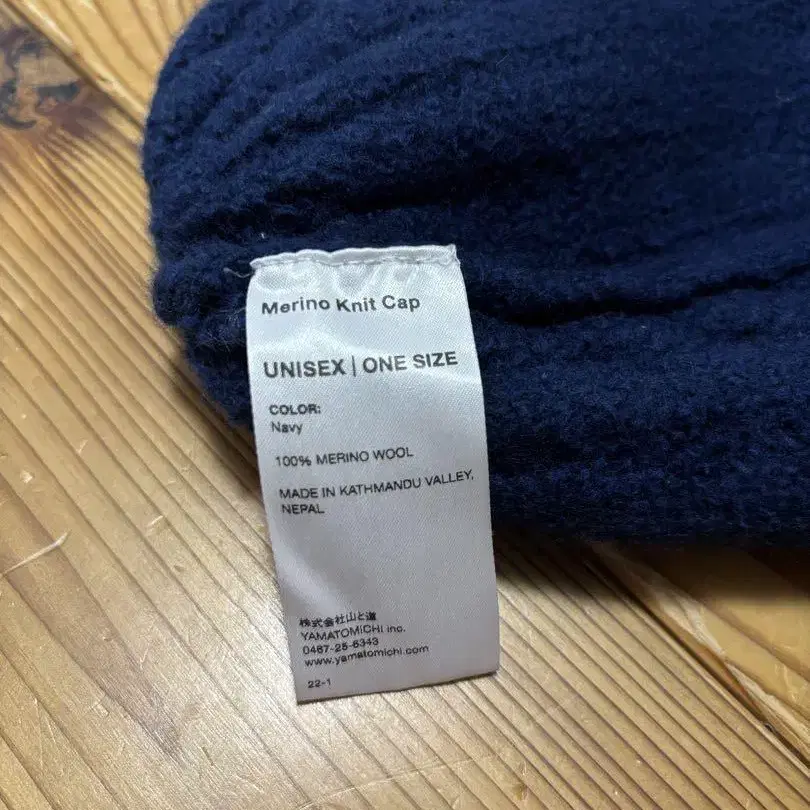 Merino Knit Cap
UNISEX | ONE SIZE
COLOR:
Navy
100% MERINO WOOL
MADE IN KATHMANDU VALLEY,
NEPAL
株式会社山と道
YAMATOMICHI inc.
0467-25-6343
www.yamatomichi.com
22-1